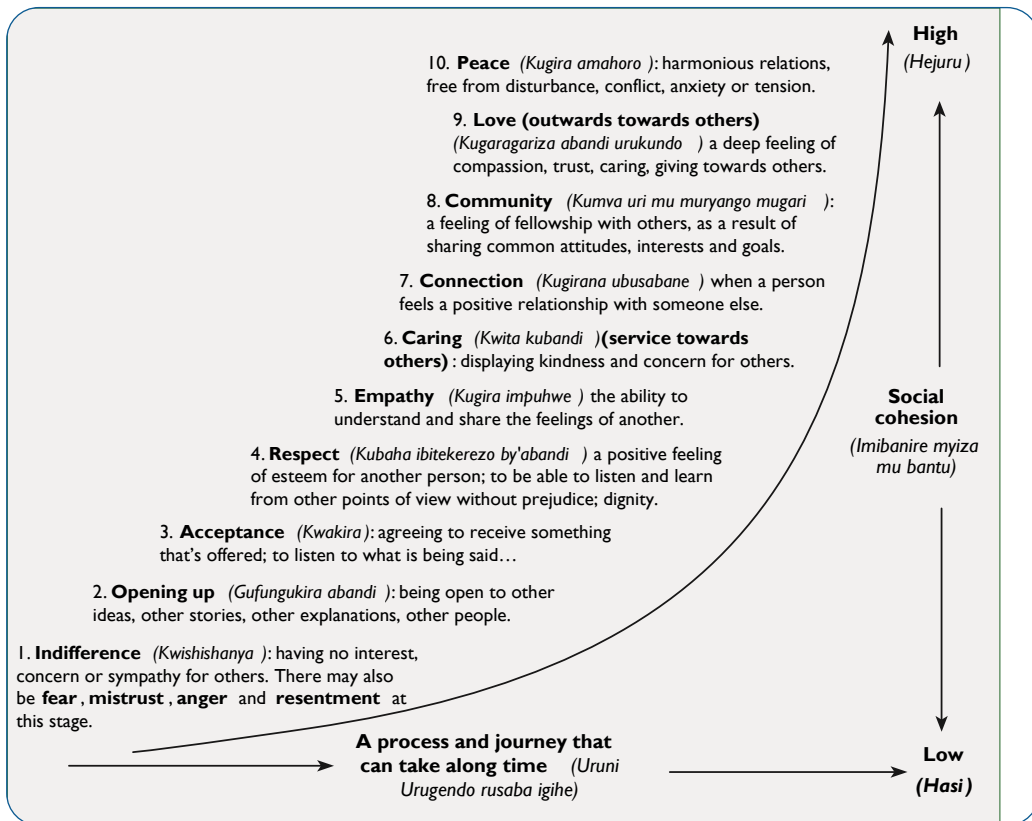 High
(Hejuru)
10. Peace (Kugira amahoro): harmonious relations,
free from disturbance, conflict, anxiety or tension.
9. Love (outwards towards others)
(Kugaragariza abandi urukundo ) a deep feeling of
compassion, trust, caring, giving towards others.
8. Community (Kumva uri mu muryango mugari ):
a feeling of fellowship with others, as a result of
sharing common attitudes, interests and goals.
7. Connection (Kugirana ubusabane ) when a person
feels a positive relationship with someone else.
6. Caring (Kwita kubandi )(service towards
others) : displaying kindness and concern for others.
5. Empathy (Kugira impuhwe ) the ability to
understand and share the feelings of another.
Social
cohesion
(Imibanire myiza
mu bantu)
4. Respect (Kubaha ibitekerezo by'abandi ) a positive feeling
of esteem for another person; to be able to listen and learn
from other points of view without prejudice; dignity.
3. Acceptance (Kwakira): agreeing to receive something
that's offered; to listen to what is being said…
2. Opening up (Gufungukira abandi ): being open to other
ideas, other stories, other explanations, other people.
1. Indifference (Kwishishanya ): having no interest,
concern or sympathy for others. There may also
be fear , mistrust , anger and resentment at
this stage.
A process and journey that
can take along time (Uruni
Urugendo rusaba igihe)
Low
(Hasi)